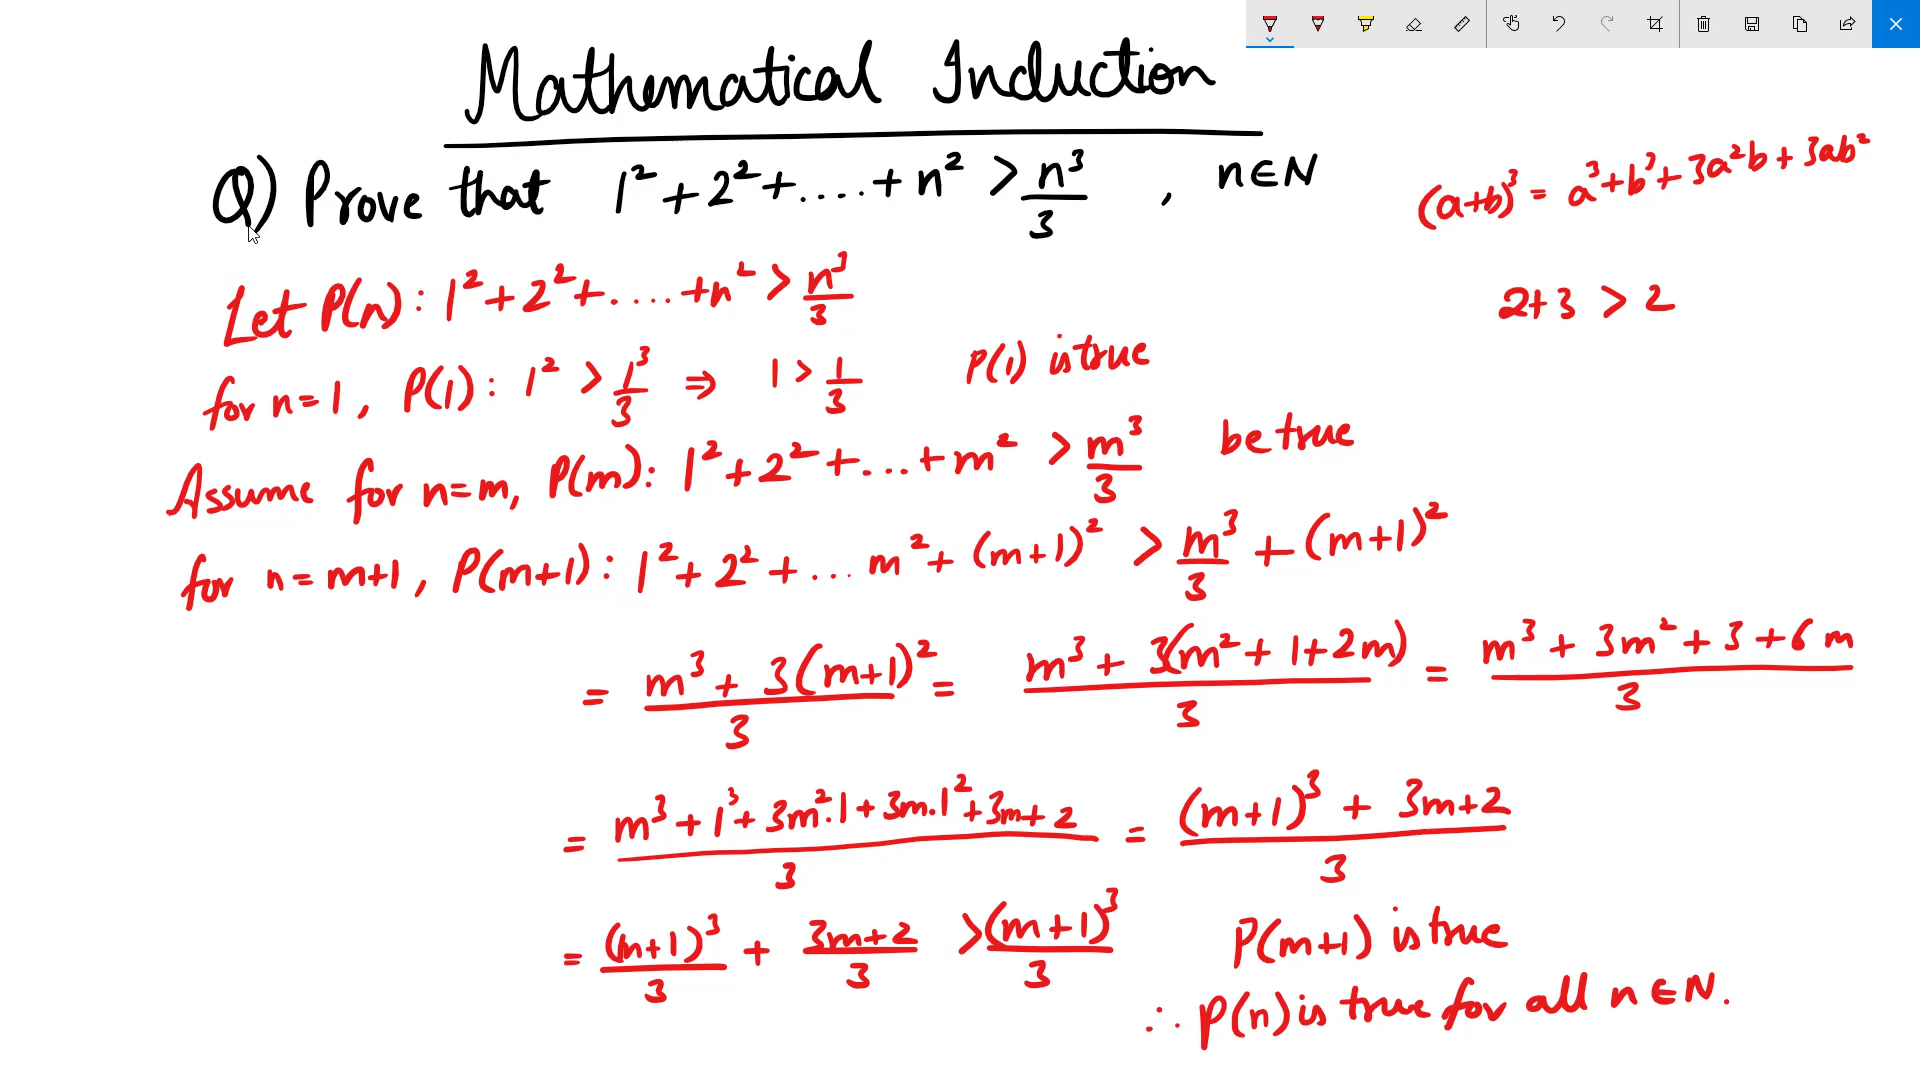 Mathematical Induction
Q) Prove that 1² + 2² + .... + n² > n³/3 , n∈N
(a+b)³ = a³+b³+3a²b+3ab²
Let P(n) : 1² + 2² + ..... +n² > n³/3
2+3 > 2
for n=1, P(1) : 1² > 1³/3 ⇒ 1 > 1/3 P(1) is true
Assume for n=m, P(m): 1² + 2² + ... + m² > m³/3 be true
for n=m+1, P(m+1) : 1² + 2² + ... m² + (m+1)² > m³/3 + (m+1)²
= (m³ + 3(m+1)²)/3 = (m³ + 3(m² + 1+2m))/3 = (m³ + 3m² + 3 + 6m)/3
= (m³ + 1³ + 3m².1 + 3m.1² + 3m + 2)/3 = ((m+1)³ + 3m+2)/3
= (m+1)³/3 + (3m+2)/3 > (m+1)³/3 P(m+1) is true
∴ P(n) is true for all n∈N.